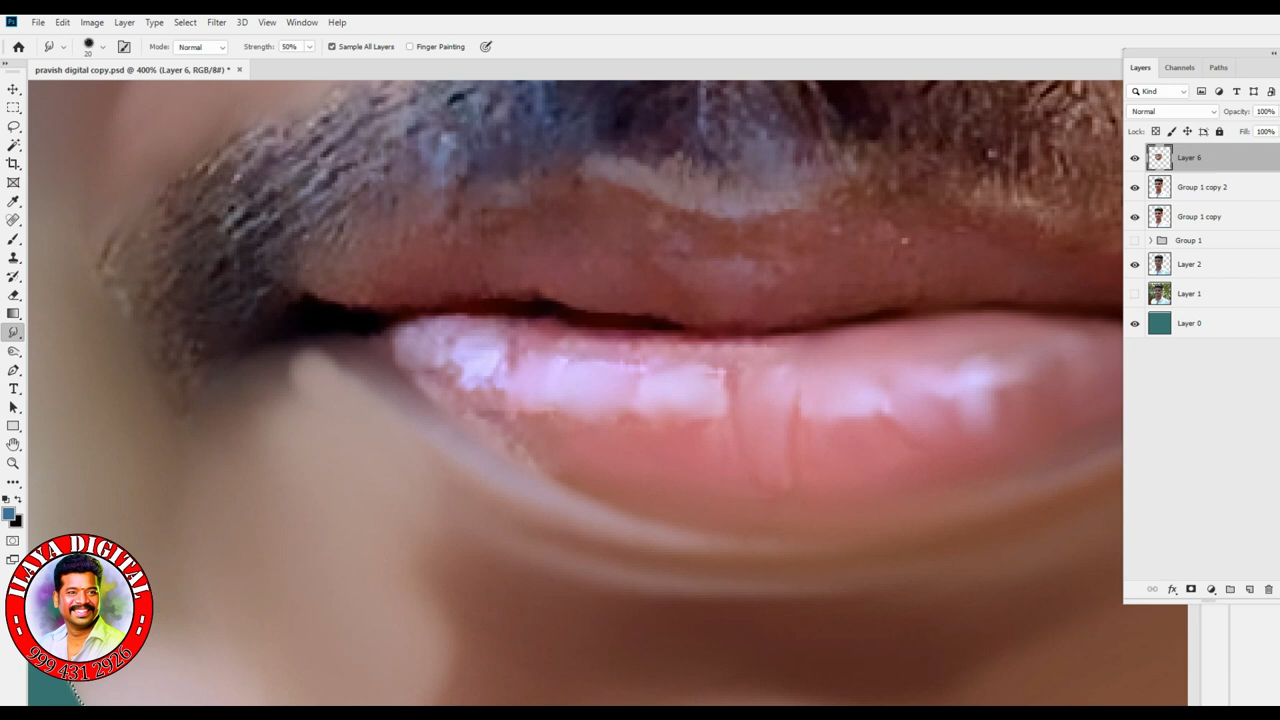 Ps File Edit Image Layer Type Select Filter 3D View Window Help
20 Mode: Normal Strength: 50% Sample All Layers Finger Painting
pravish digital copy.psd @ 400% (Layer 6, RGB/8#) * ×
Layers Channels Paths
Kind
Normal Opacity: 100%
Lock: Fill: 100%
Layer 6
Group 1 copy 2
Group 1 copy
Group 1
Layer 2
Layer 1
Layer 0
fx
ILAYA DIGITAL
- 999 431 2926 -